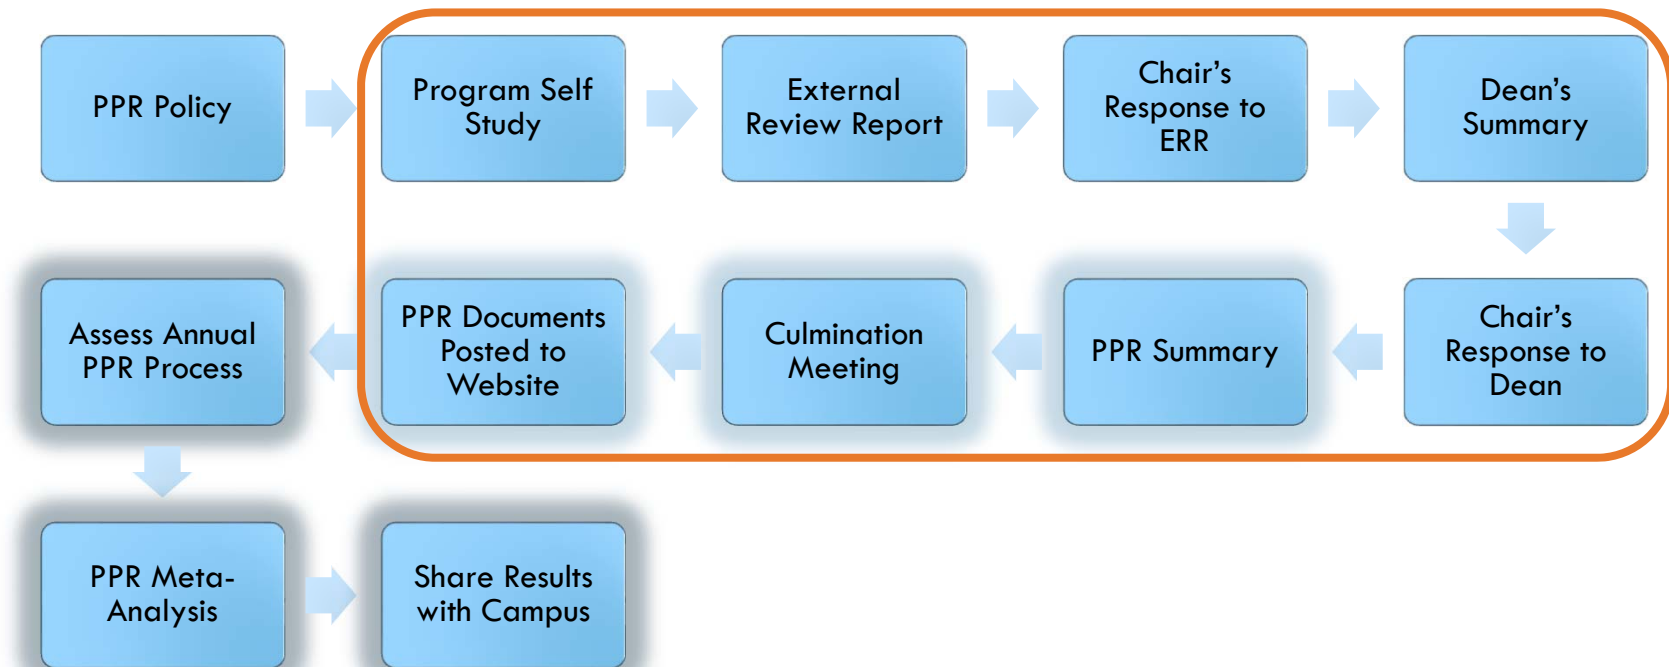 PPR Policy
Program Self
Study
External
Review Report
Chair’s
Response to
ERR
Dean’s
Summary
Assess Annual
PPR Process
PPR Documents
Posted to
Website
Culmination
Meeting
PPR Summary
Chair’s
Response to
Dean
PPR Meta-
Analysis
Share Results
with Campus